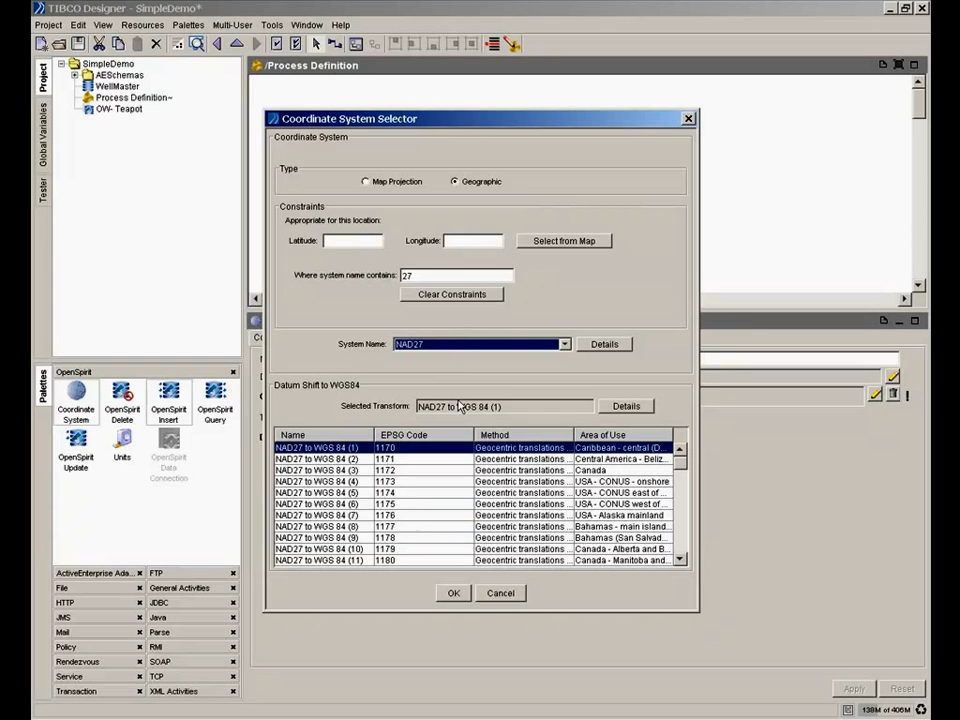 TIBCO Designer - SimpleDemo*
Project Edit View Resources Palettes Multi-User Tools Window Help
Project
Global Variables
Tester
SimpleDemo
AESchemas
WellMaster
Process Definition~
OW- Teapot
/Process Definition
Coordinate System Selector
Coordinate System
Type
Map Projection Geographic
Constraints
Appropriate for this location:
Latitude: Longitude: Select from Map
Where system name contains: 27
Clear Constraints
System Name: NAD27 Details
Datum Shift to WGS84
Selected Transform: NAD27 to WGS 84 (1) Details
Name EPSG Code Method Area of Use
NAD27 to WGS 84 (1) 1170 Geocentric translations ... Caribbean - central (D...
NAD27 to WGS 84 (2) 1171 Geocentric translations ... Central America - Beliz...
NAD27 to WGS 84 (3) 1172 Geocentric translations ... Canada
NAD27 to WGS 84 (4) 1173 Geocentric translations ... USA - CONUS - onshore
NAD27 to WGS 84 (5) 1174 Geocentric translations ... USA - CONUS east of ...
NAD27 to WGS 84 (6) 1175 Geocentric translations ... USA - CONUS west of ...
NAD27 to WGS 84 (7) 1176 Geocentric translations ... USA - Alaska mainland
NAD27 to WGS 84 (8) 1177 Geocentric translations ... Bahamas - main island...
NAD27 to WGS 84 (9) 1178 Geocentric translations ... Bahamas (San Salvad...
NAD27 to WGS 84 (10) 1179 Geocentric translations ... Canada - Alberta and B...
NAD27 to WGS 84 (11) 1180 Geocentric translations ... Canada - Manitoba and...
OK Cancel
Palettes
OpenSpirit
Coordinate System
OpenSpirit Delete
OpenSpirit Insert
OpenSpirit Query
OpenSpirit Update
Units
OpenSpirit Data Connection
ActiveEnterprise Ada... FTP
File General Activities
HTTP JDBC
JMS Java
Mail Parse
Policy RMI
Rendezvous SOAP
Service TCP
Transaction XML Activities
Apply Reset
138M of 406M